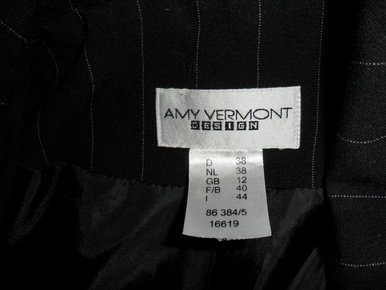 AMY VERMONT
DESIGN
D 38
NL 38
GB 12
F/B 40
I 44
86 384/5
16619